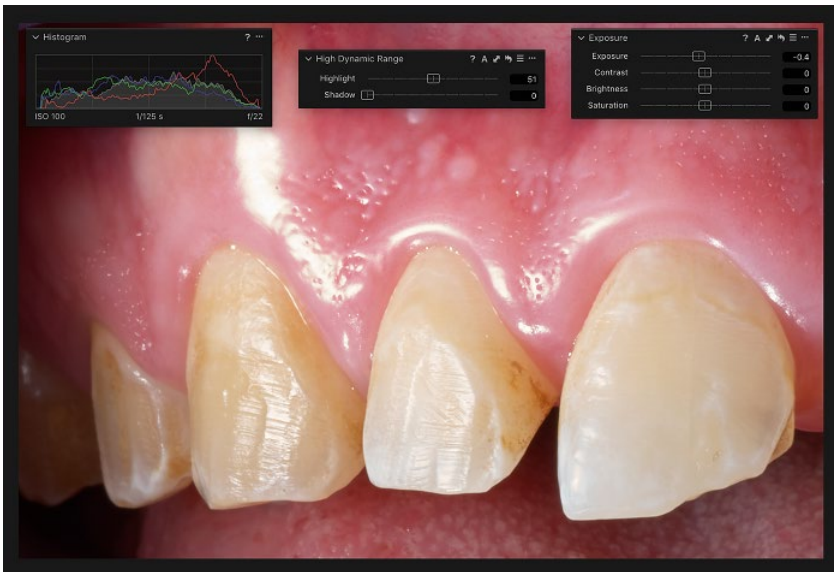 Histogram ? ...
ISO 100 1/125 s f/22
High Dynamic Range ? A ...
Highlight 51
Shadow 0
Exposure ? A ...
Exposure -0.4
Contrast 0
Brightness 0
Saturation 0